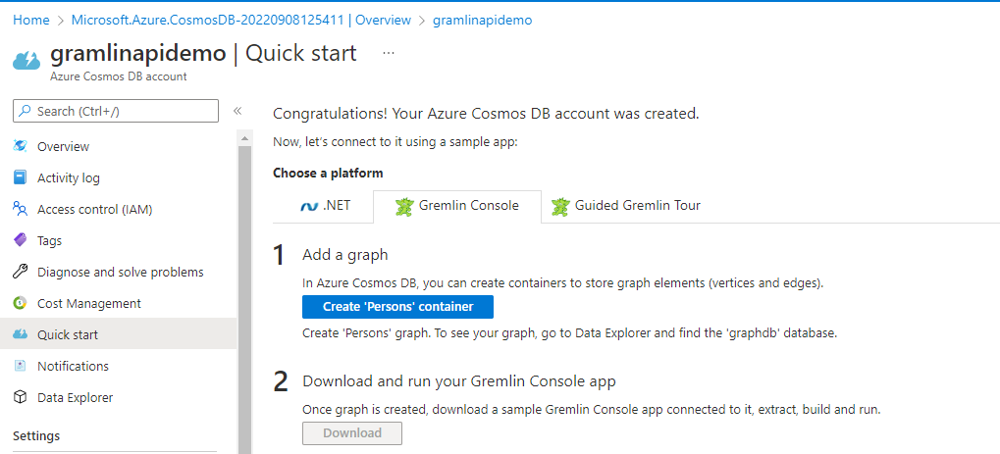 Home > Microsoft.Azure.CosmosDB-20220908125411 | Overview > gramlinapidemo
gramlinapidemo | Quick start ...
Azure Cosmos DB account
Search (Ctrl+/)
«
Overview
Activity log
Access control (IAM)
Tags
Diagnose and solve problems
Cost Management
Quick start
Notifications
Data Explorer
Settings
Congratulations! Your Azure Cosmos DB account was created.
Now, let's connect to it using a sample app:
Choose a platform
.NET
Gremlin Console
Guided Gremlin Tour
1 Add a graph
In Azure Cosmos DB, you can create containers to store graph elements (vertices and edges).
Create 'Persons' container
Create 'Persons' graph. To see your graph, go to Data Explorer and find the 'graphdb' database.
2 Download and run your Gremlin Console app
Once graph is created, download a sample Gremlin Console app connected to it, extract, build and run.
Download